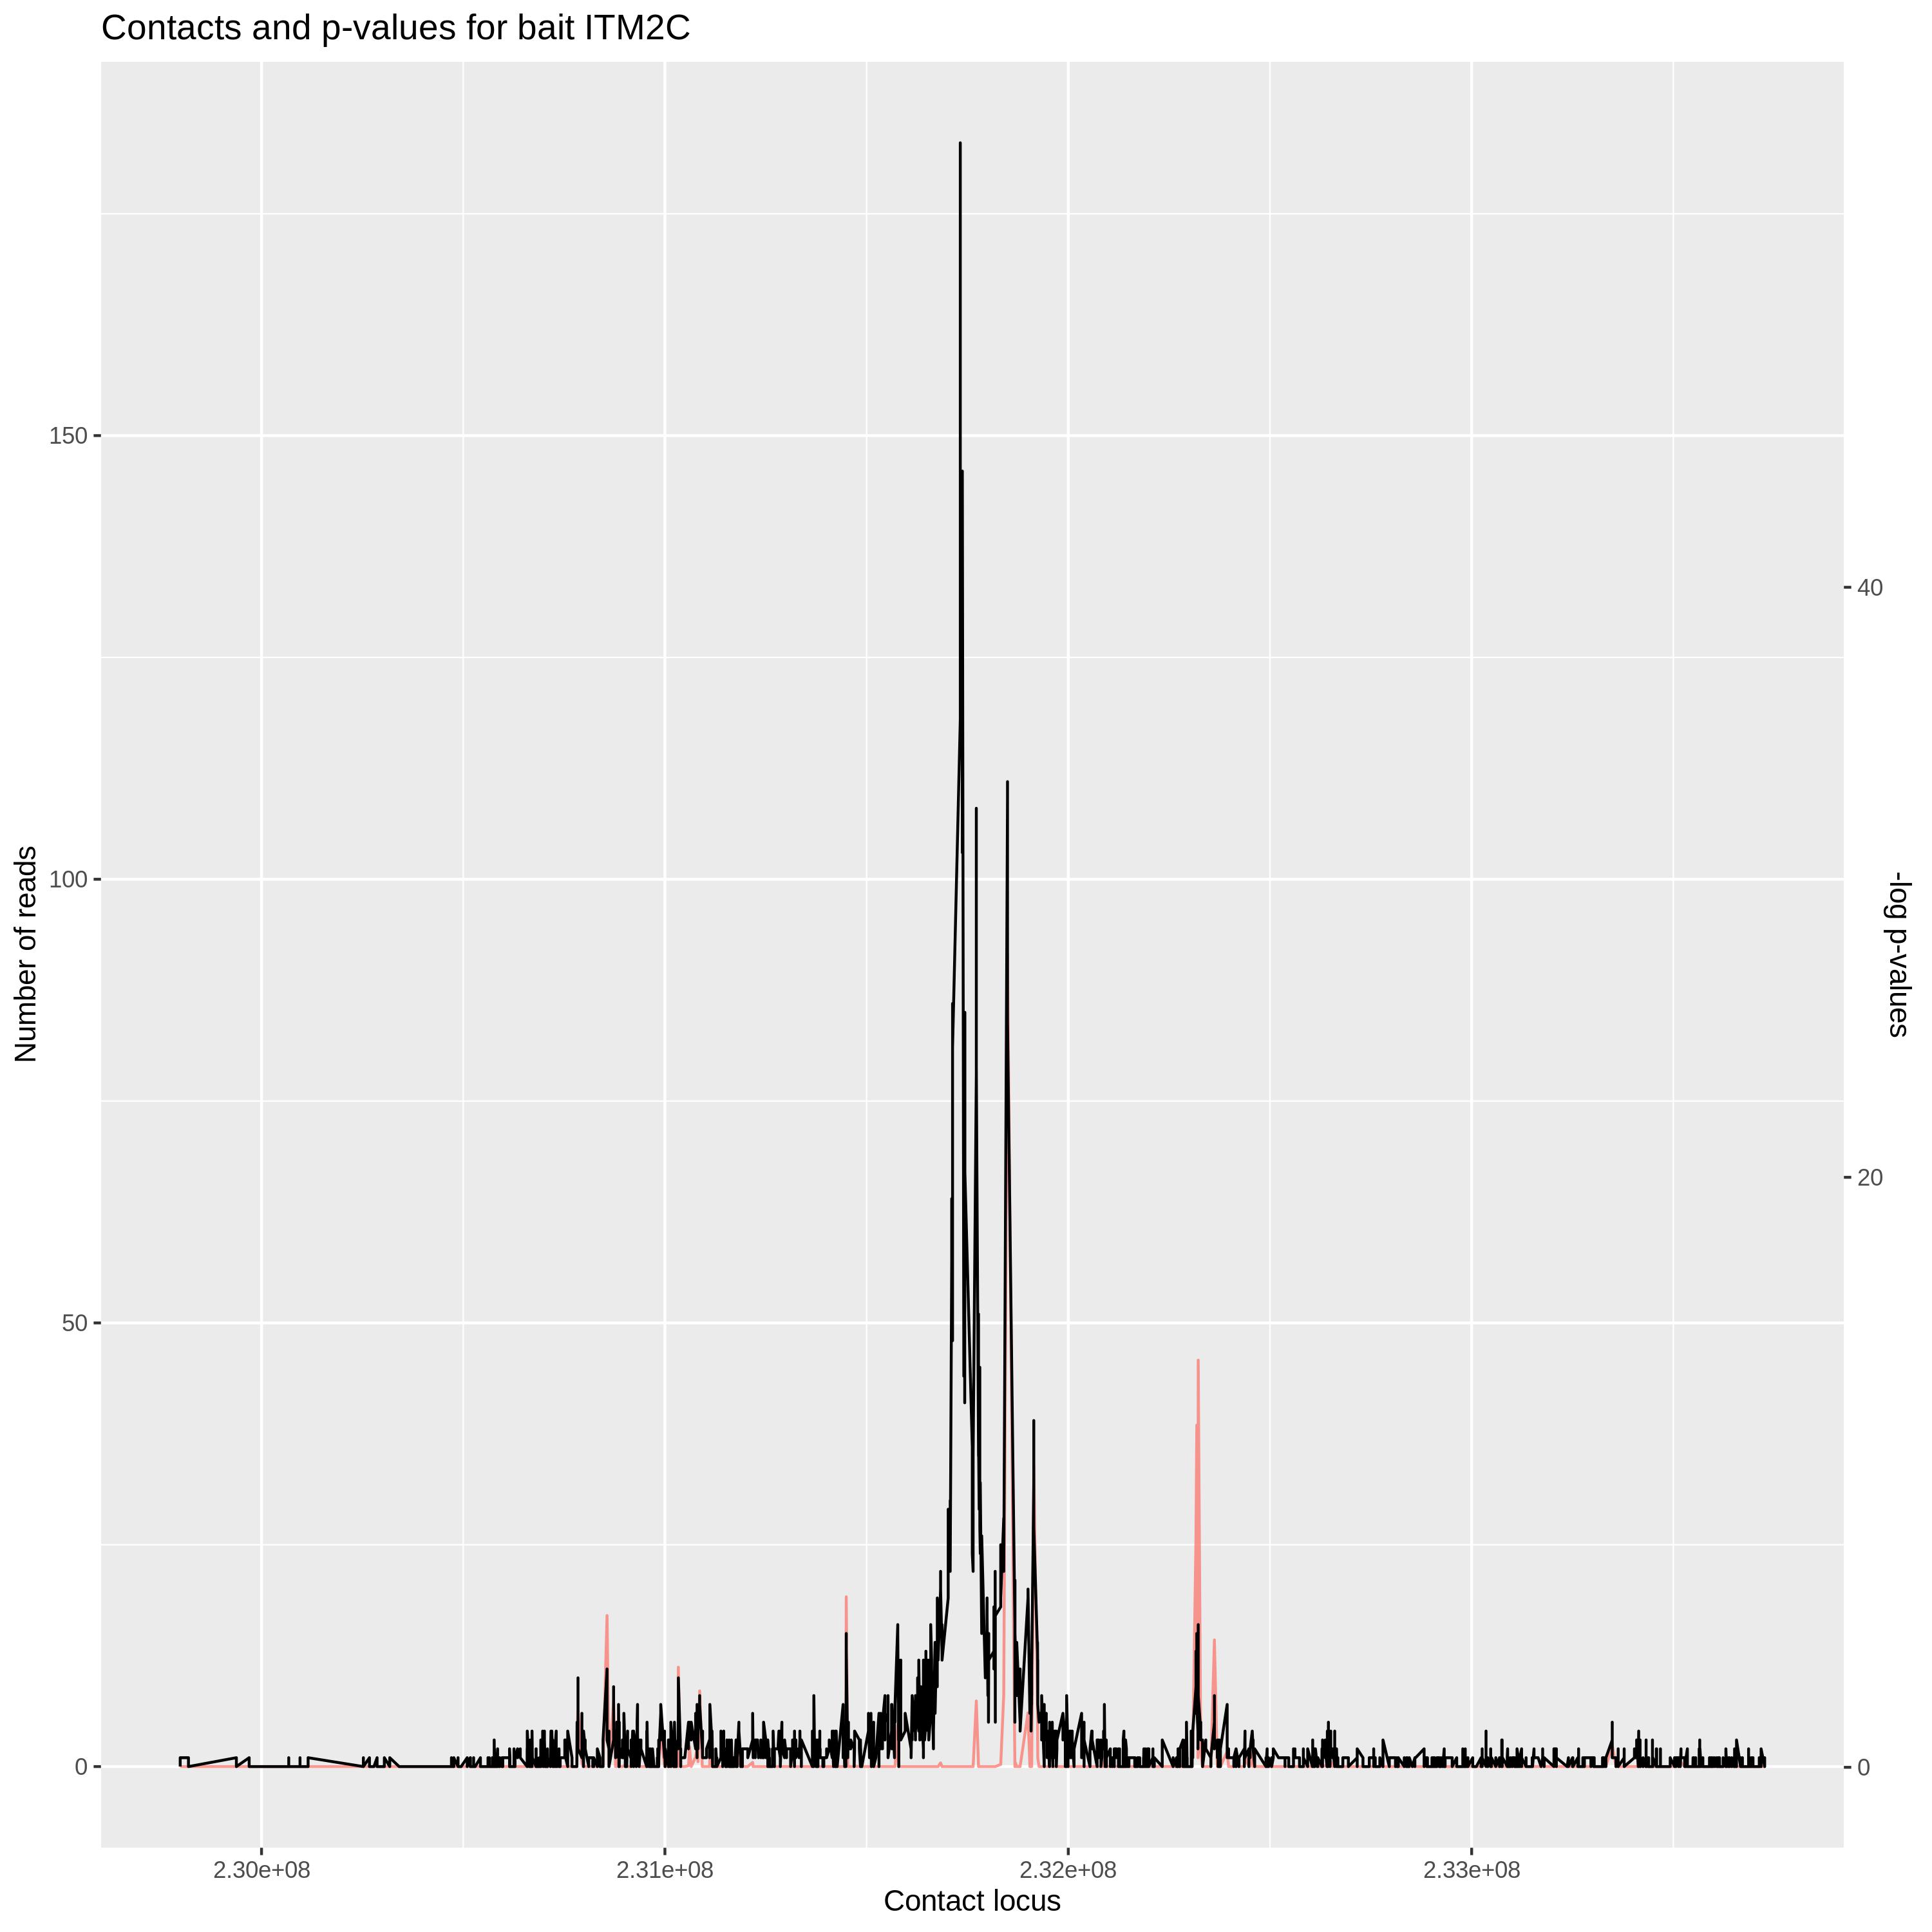 Contacts and p-values for bait ITM2C
Number of reads
150
100
50
0
40
20
0
-log p-values
2.30e+08
2.31e+08
2.32e+08
2.33e+08
Contact locus